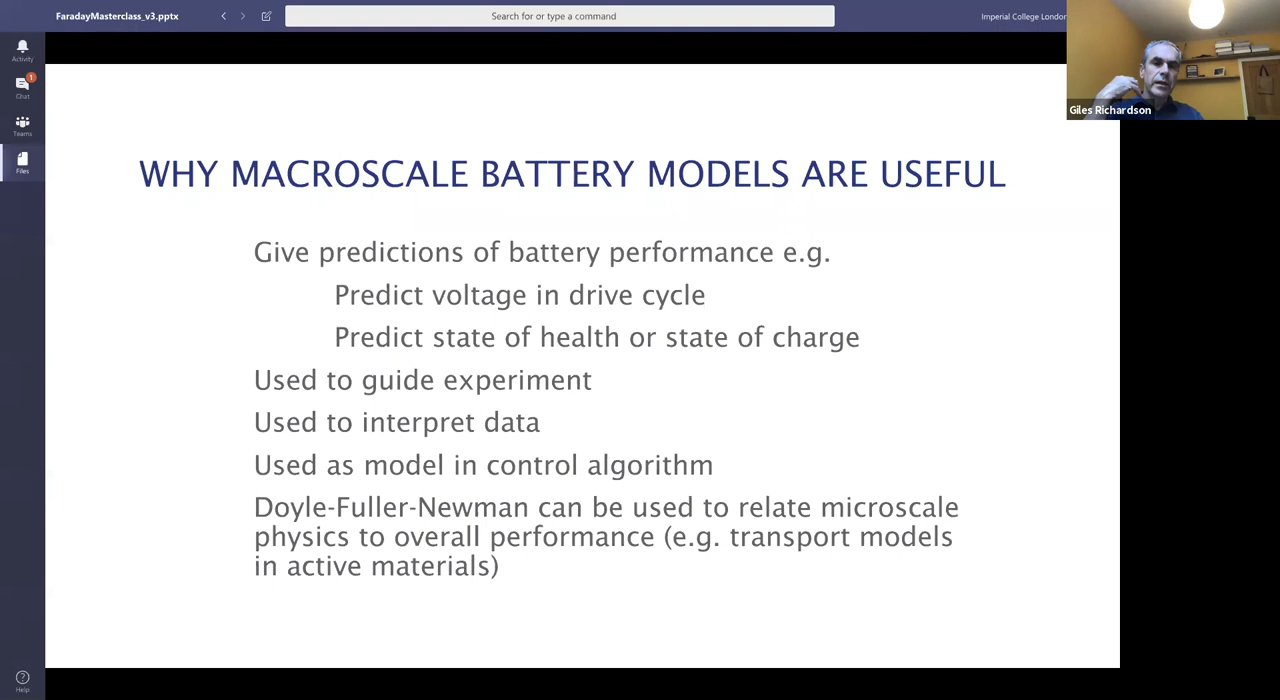 FaradayMasterclass_v3.pptx
Search for or type a command
Imperial College London
Activity
1
Chat
Teams
Files
Giles Richardson
WHY MACROSCALE BATTERY MODELS ARE USEFUL
Give predictions of battery performance e.g.
Predict voltage in drive cycle
Predict state of health or state of charge
Used to guide experiment
Used to interpret data
Used as model in control algorithm
Doyle-Fuller-Newman can be used to relate microscale
physics to overall performance (e.g. transport models
in active materials)
Help